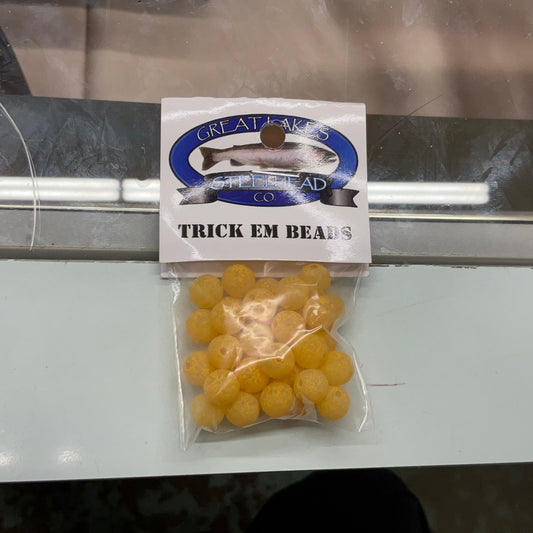 GREAT LAKES
STEELHEAD
CO.
TRICK EM BEADS